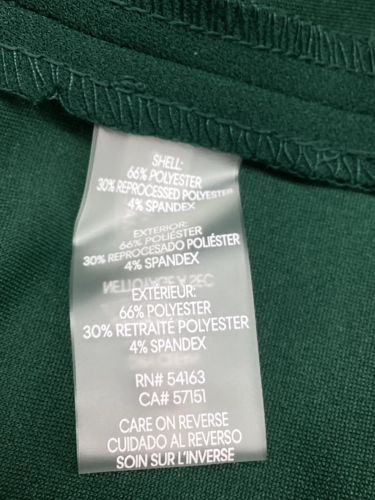 SHELL:
66% POLYESTER
30% REPROCESSED POLYESTER
4% SPANDEX
EXTERIOR:
66% POLIÉSTER
30% REPROCESADO POLIÉSTER
4% SPANDEX
EXTÉRIEUR:
66% POLYESTER
30% RETRAITÉ POLYESTER
4% SPANDEX
RN# 54163
CA# 57151
CARE ON REVERSE
CUIDADO AL REVERSO
SOIN SUR L'INVERSE